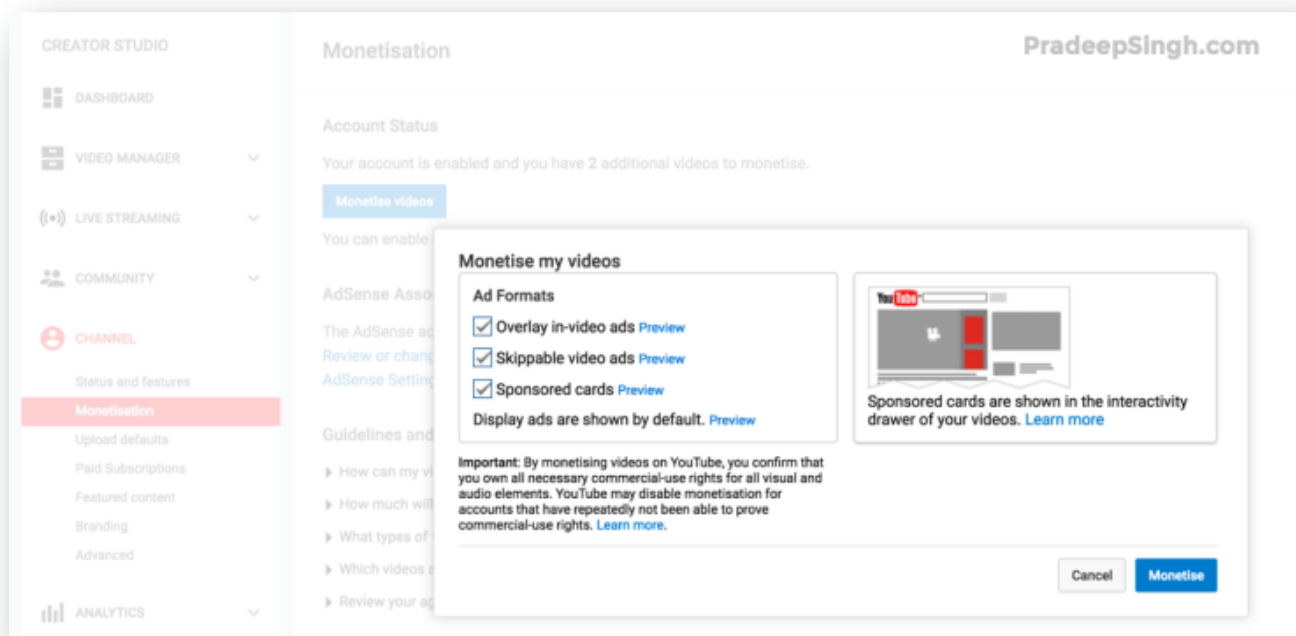 CREATOR STUDIO
DASHBOARD
VIDEO MANAGER
LIVE STREAMING
COMMUNITY
CHANNEL
Status and features
Monetisation
Upload defaults
Paid Subscriptions
Featured content
Branding
Advanced
ANALYTICS
Monetisation
PradeepSingh.com
Account Status
Your account is enabled and you have 2 additional videos to monetise.
Monetise videos
You can enable
AdSense Asso
The AdSense ac
Review or chang
AdSense Setting
Guidelines and
How can my vi
How much will
What types of
Which videos a
Review your ag
Monetise my videos
Ad Formats
Overlay in-video ads Preview
Skippable video ads Preview
Sponsored cards Preview
Display ads are shown by default. Preview
YouTube
Sponsored cards are shown in the interactivity
drawer of your videos. Learn more
Important: By monetising videos on YouTube, you confirm that
you own all necessary commercial-use rights for all visual and
audio elements. YouTube may disable monetisation for
accounts that have repeatedly not been able to prove
commercial-use rights. Learn more.
Cancel
Monetise